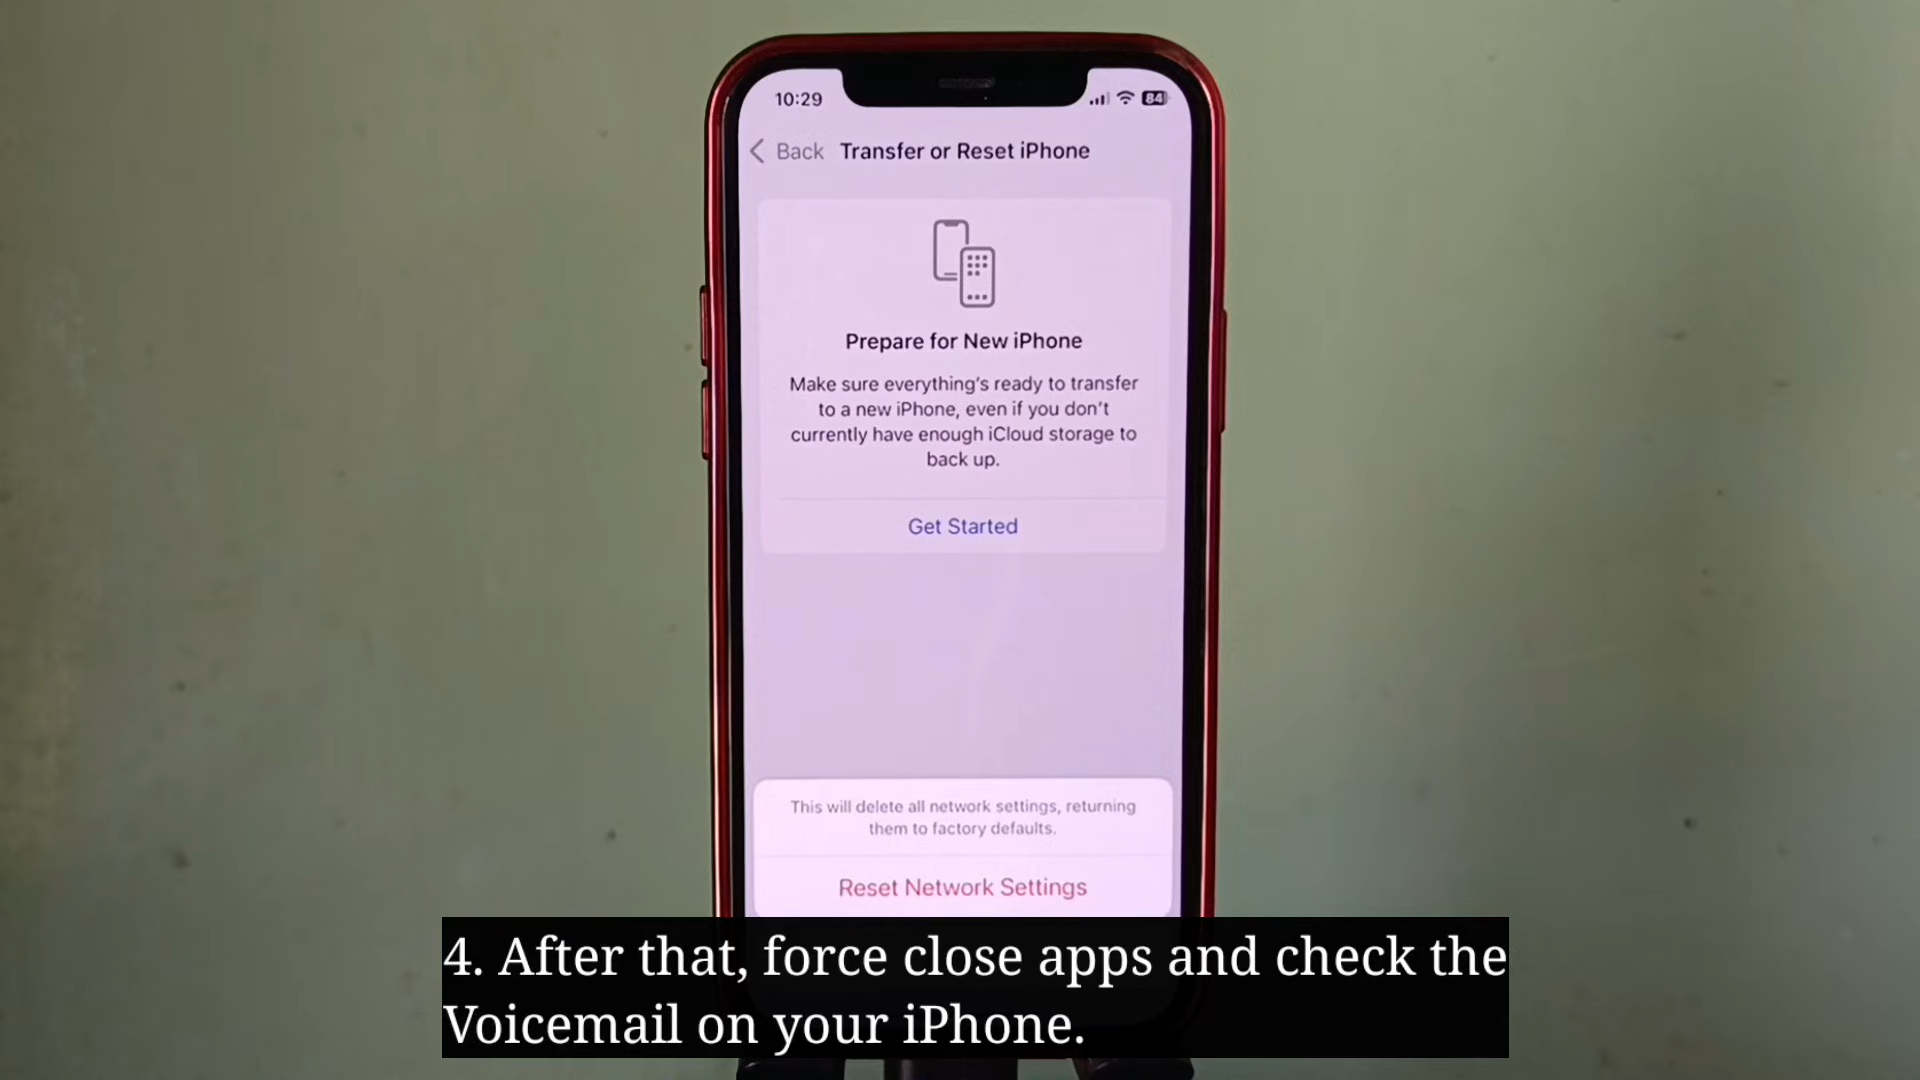 10:29
84
Back
Transfer or Reset iPhone
Prepare for New iPhone
Make sure everything's ready to transfer
to a new iPhone, even if you don't
currently have enough iCloud storage to
back up.
Get Started
This will delete all network settings, returning
them to factory defaults.
Reset Network Settings
4. After that, force close apps and check the
Voicemail on your iPhone.